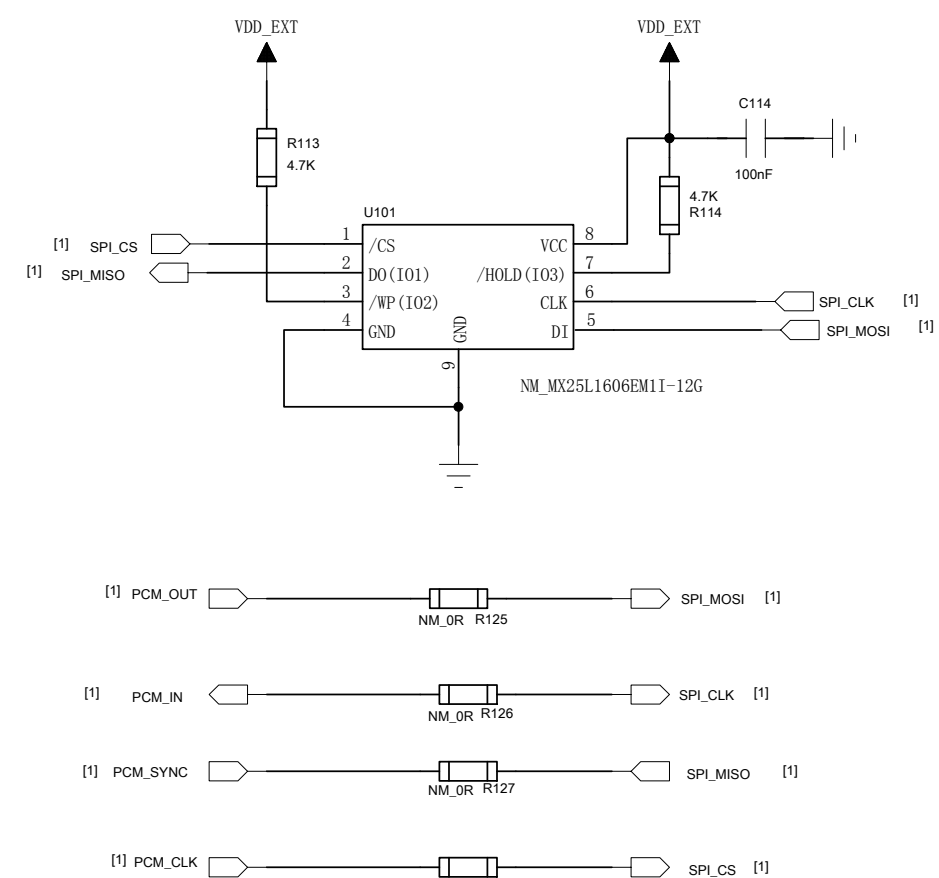 VDD_EXT VDD_EXT
C114
R113
4.7K
100nF
4.7K
R114
U101
[1] SPI_CS 1 /CS VCC 8
[1] SPI_MISO 2 DO(IO1) /HOLD(IO3) 7
3 /WP(IO2) CLK 6 SPI_CLK [1]
4 GND GND DI 5 SPI_MOSI [1]
9
NM_MX25L1606EM1I-12G
[1] PCM_OUT SPI_MOSI [1]
NM_0R R125
[1] PCM_IN SPI_CLK [1]
NM_0R R126
[1] PCM_SYNC SPI_MISO [1]
NM_0R R127
[1] PCM_CLK SPI_CS [1]